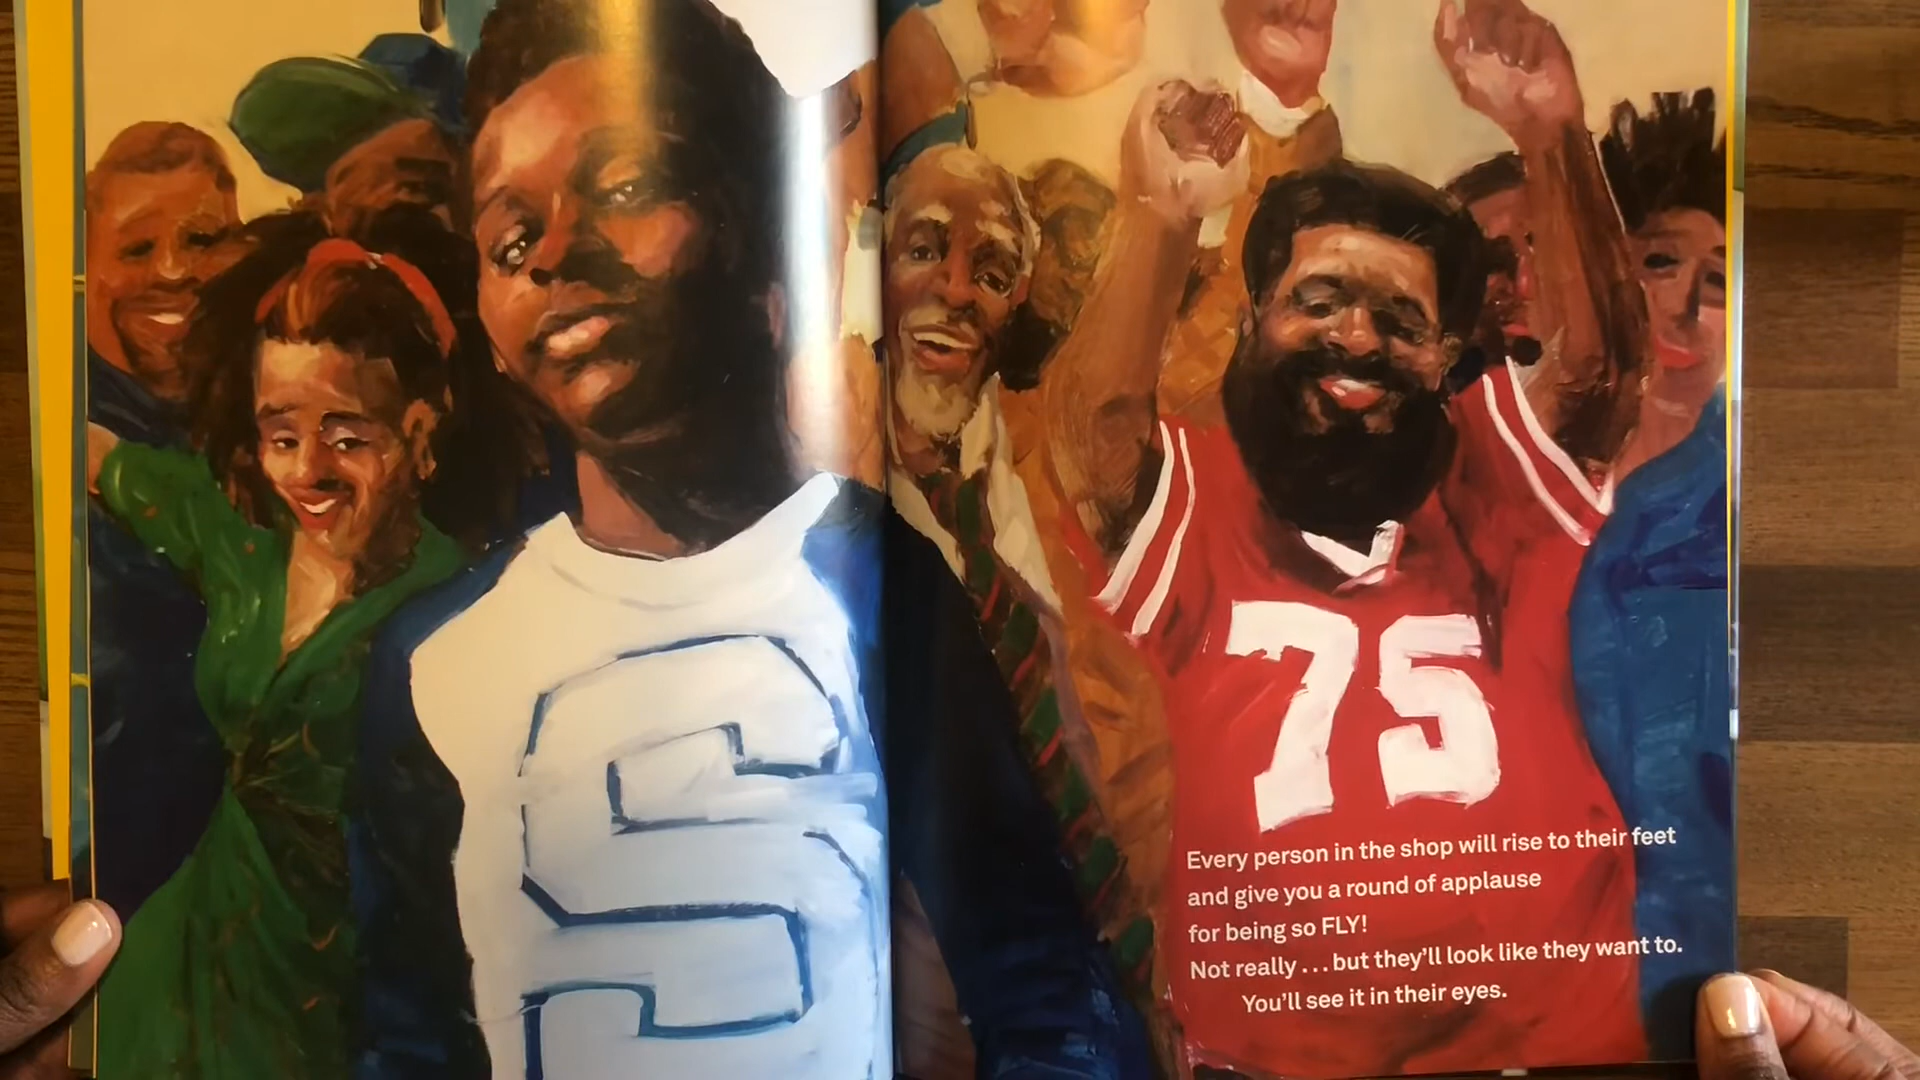 S
75
Every person in the shop will rise to their feet
and give you a round of applause
for being so FLY!
Not really . . . but they'll look like they want to.
You'll see it in their eyes.